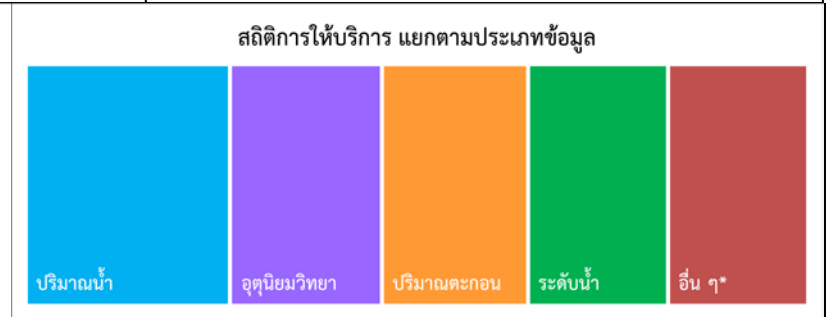 สถิติการให้บริการ แยกตามประเภทข้อมูล
ปริมาณน้ำ
อุตุนิยมวิทยา
ปริมาณตะกอน
ระดับน้ำ
อื่น ๆ*